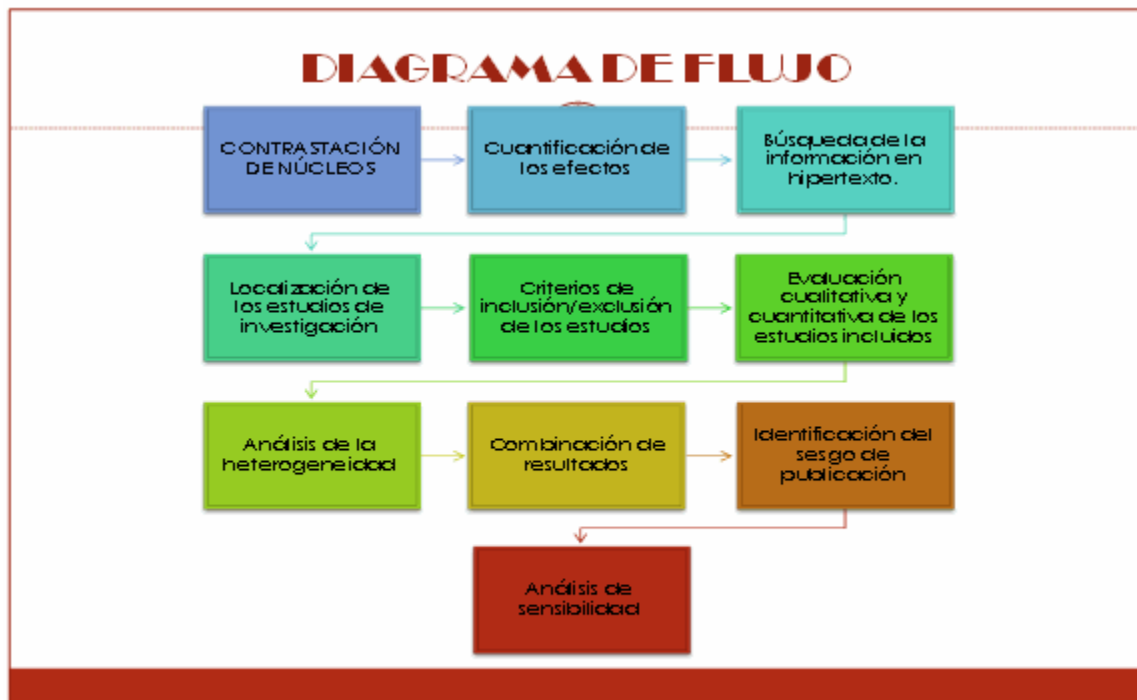 DIAGRAMA DE FLUJO
CONTRASTACIÓN
DE NÚCLEOS
Cuantificación de
los efectos
Búsqueda de la
información en
hipertexto.
Localización de
los estudios de
investigación
Criterios de
inclusión/exclusión
de los estudios
Evaluación
cualitativa y
cuantitativa de los
estudios incluidos
Análisis de la
heterogeneidad
Combinación de
resultados
Identificación del
sesgo de
publicación
Análisis de
sensibilidad